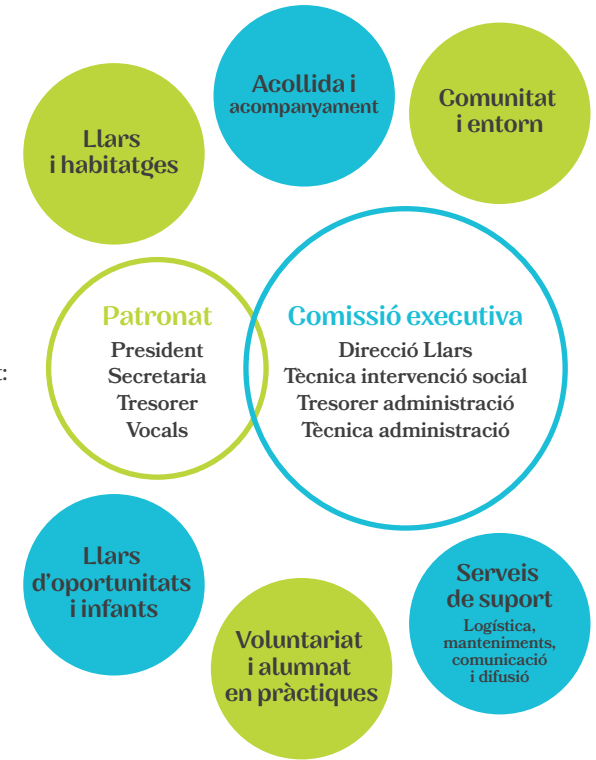 Acollida i
acompanyament
Comunitat
i entorn
Llars
i habitatges
Patronat
President
Secretaria
Tresorer
Vocals
Comissió executiva
Direcció Llars
Tècnica intervenció social
Tresorer administració
Tècnica administració
Llars
d'oportunitats
i infants
Voluntariat
i alumnat
en pràctiques
Serveis
de suport
Logística,
manteniments,
comunicació
i difusió